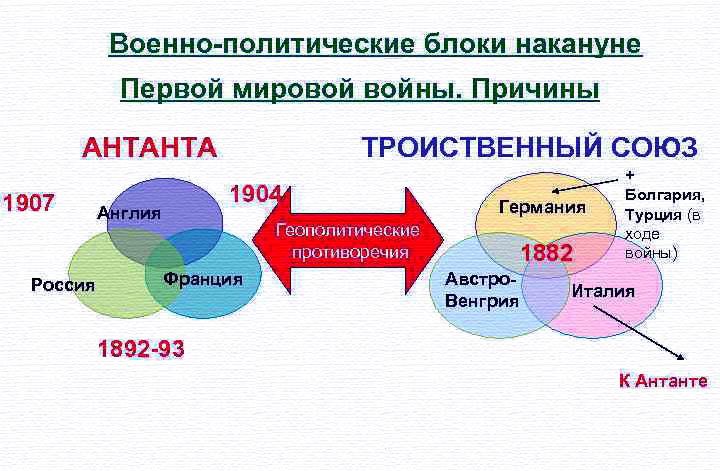 Военно-политические блоки накануне
Первой мировой войны. Причины
АНТАНТА
ТРОИСТВЕННЫЙ СОЮЗ
1907
Англия
1904
Россия
Франция
1892-93
Геополитические
противоречия
Германия
1882
Австро-
Венгрия
Италия
+
Болгария,
Турция (в
ходе
войны)
К Антанте